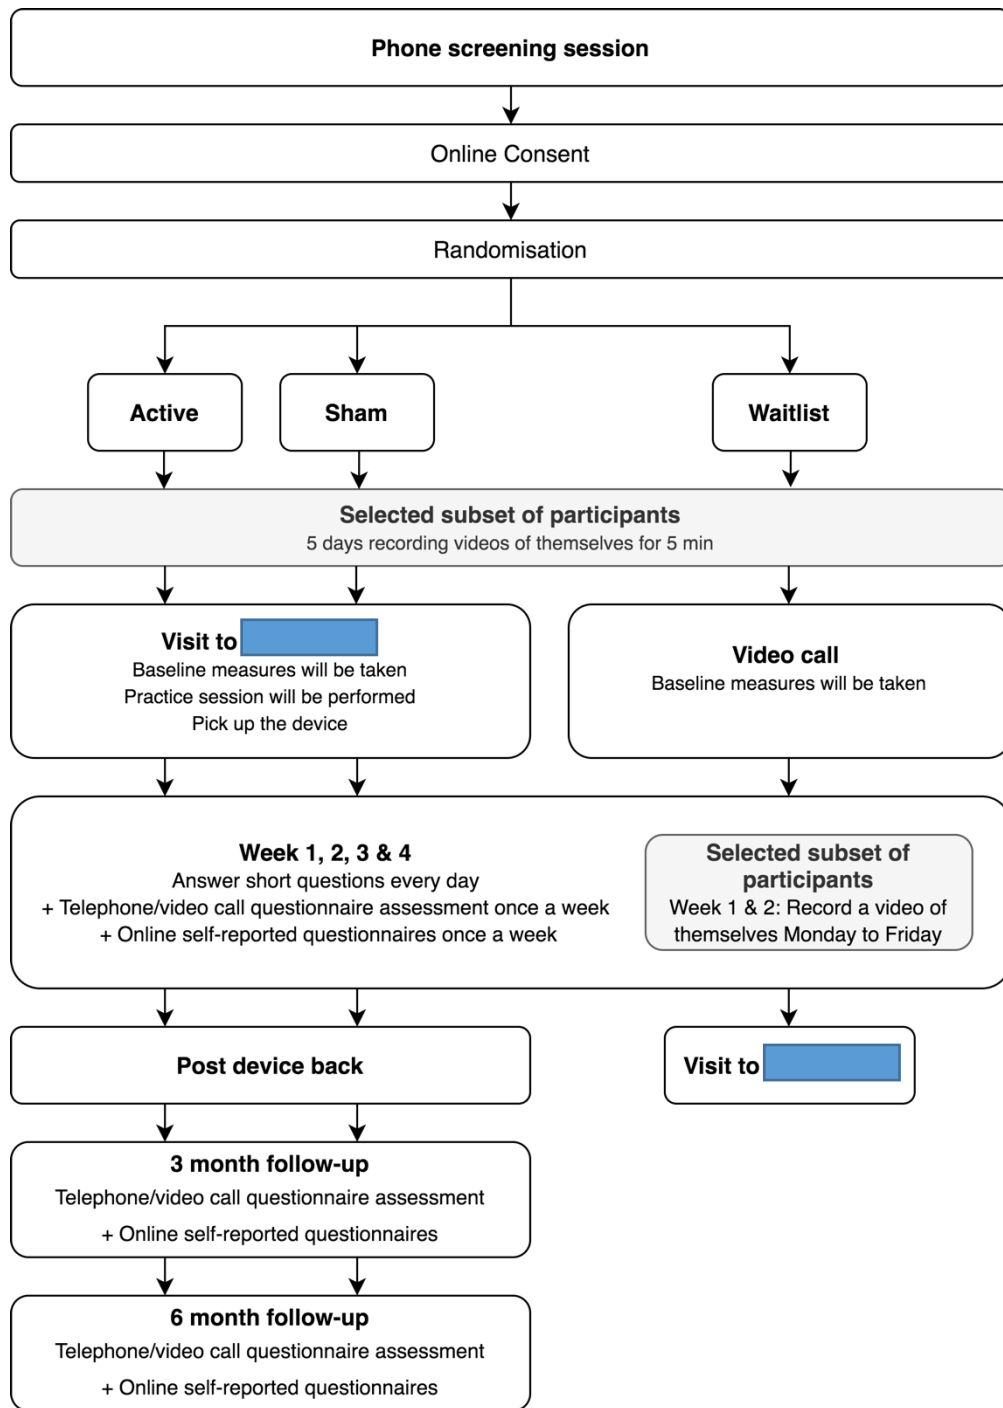 Phone screening session
Online Consent
Randomisation
Active
Sham
Waitlist
Selected subset of participants
5 days recording videos of themselves for 5 min
Visit to
Baseline measures will be taken
Practice session will be performed
Pick up the device
Video call
Baseline measures will be taken
Week 1, 2, 3 & 4
Answer short questions every day
+ Telephone/video call questionnaire assessment once a week
+ Online self-reported questionnaires once a week
Selected subset of
participants
Week 1 & 2: Record a video of
themselves Monday to Friday
Post device back
Visit to
3 month follow-up
Telephone/video call questionnaire assessment
+ Online self-reported questionnaires
6 month follow-up
Telephone/video call questionnaire assessment
+ Online self-reported questionnaires